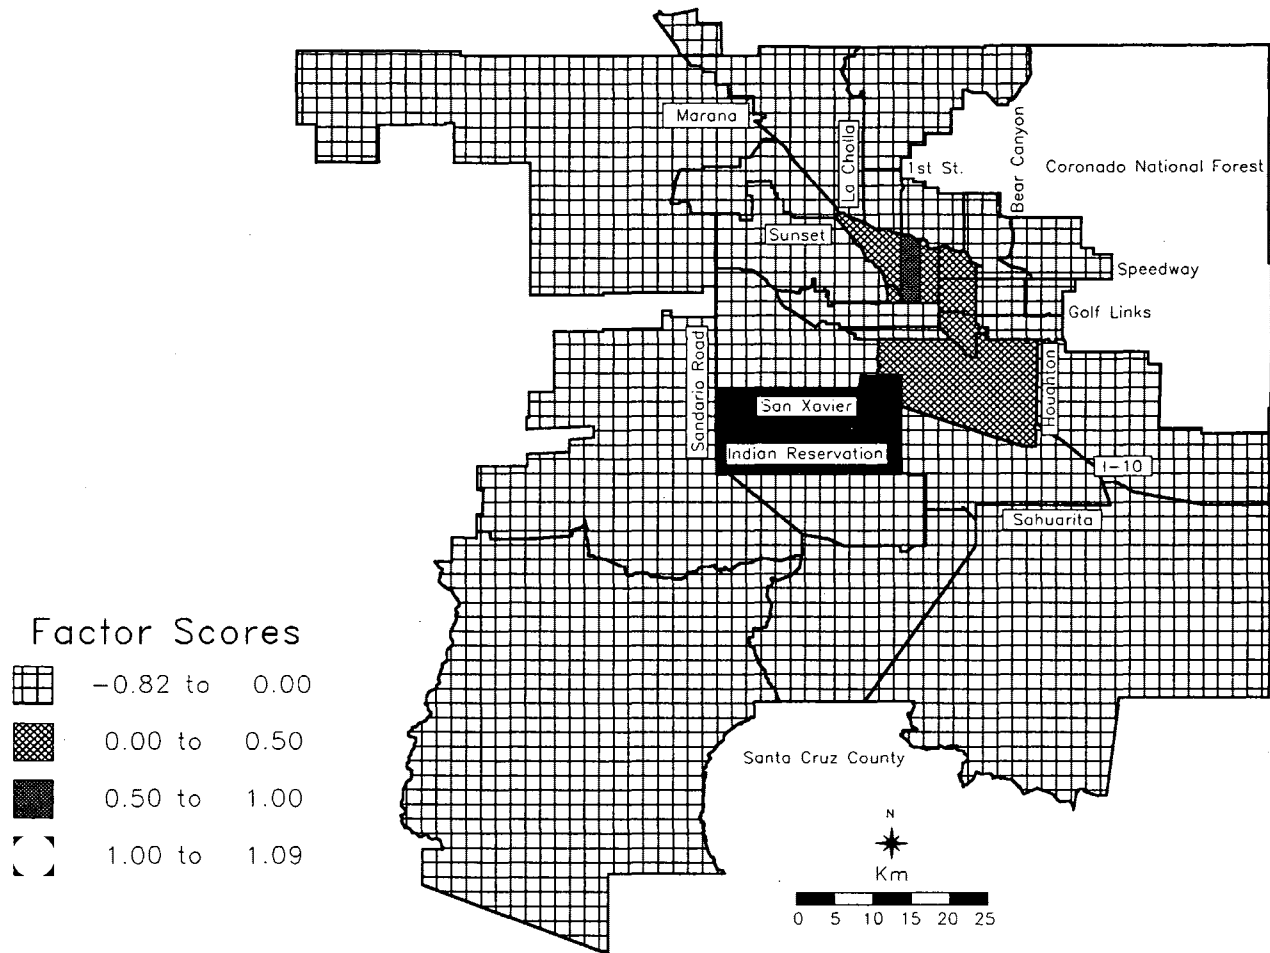 Marana
La Cholla
1st St.
Bear Canyon
Coronado National Forest
Sunset
Speedway
Golf Links
Sandario Road
Houghton
San Xavier
Indian Reservation
I-10
Sahuarita
Factor Scores
-0.82 to 0.00
0.00 to 0.50
0.50 to 1.00
1.00 to 1.09
Santa Cruz County
N
Km
0 5 10 15 20 25